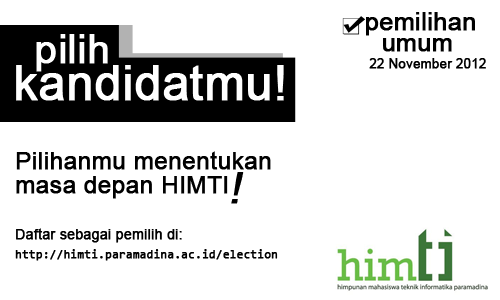 pilih
kandidatmu!
pemilihan
umum
22 November 2012
Pilihanmu menentukan
masa depan HIMTI!
Daftar sebagai pemilih di:
http://himti.paramadina.ac.id/election
himti
himpunan mahasiswa teknik informatika paramadina